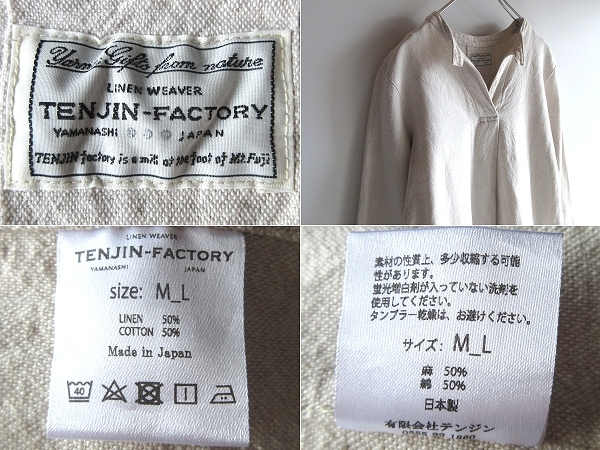 Yarn Gifts from nature
LINEN WEAVER
TENJIN-FACTORY
YAMANASHI JAPAN
TENJIN factory is a mill at the foot of Mt.Fuji
LINEN WEAVER
TENJIN-FACTORY
YAMANASHI JAPAN
size: M_L
LINEN 50%
COTTON 50%
Made in Japan
40
素材の性質上、多少収縮する可能
性があります。
蛍光増白剤が入っていない洗剤を
使用してください。
タンブラー乾燥は、お避けください。
サイズ: M_L
麻 50%
綿 50%
日本製
有限会社テンジン